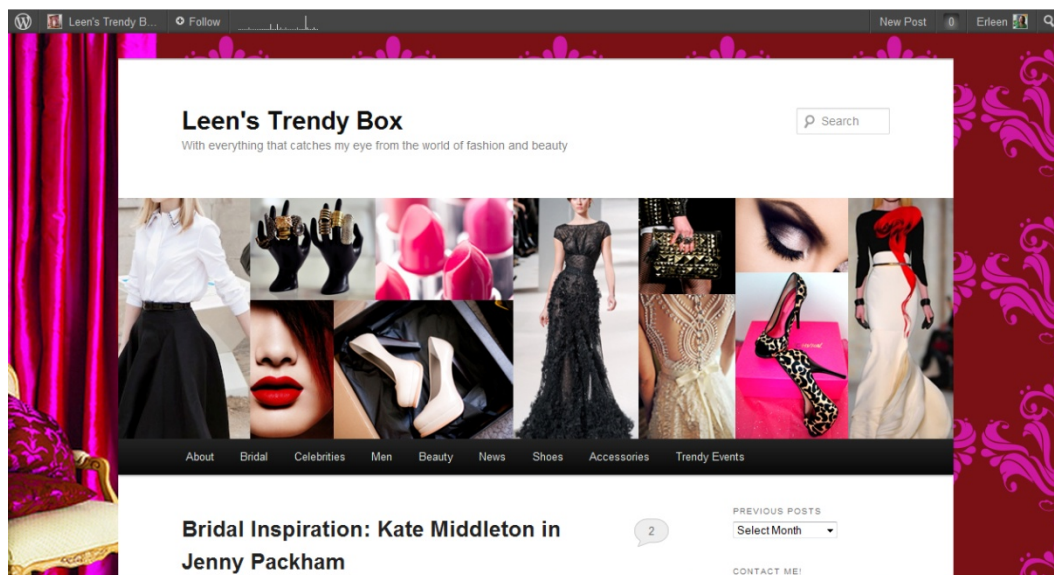 Leen's Trendy B...
Follow
New Post
0
Erleen
Leen's Trendy Box
With everything that catches my eye from the world of fashion and beauty
Search
About Bridal Celebrities Men Beauty News Shoes Accessories Trendy Events
Bridal Inspiration: Kate Middleton in
Jenny Packham
2
PREVIOUS POSTS
Select Month
CONTACT ME!